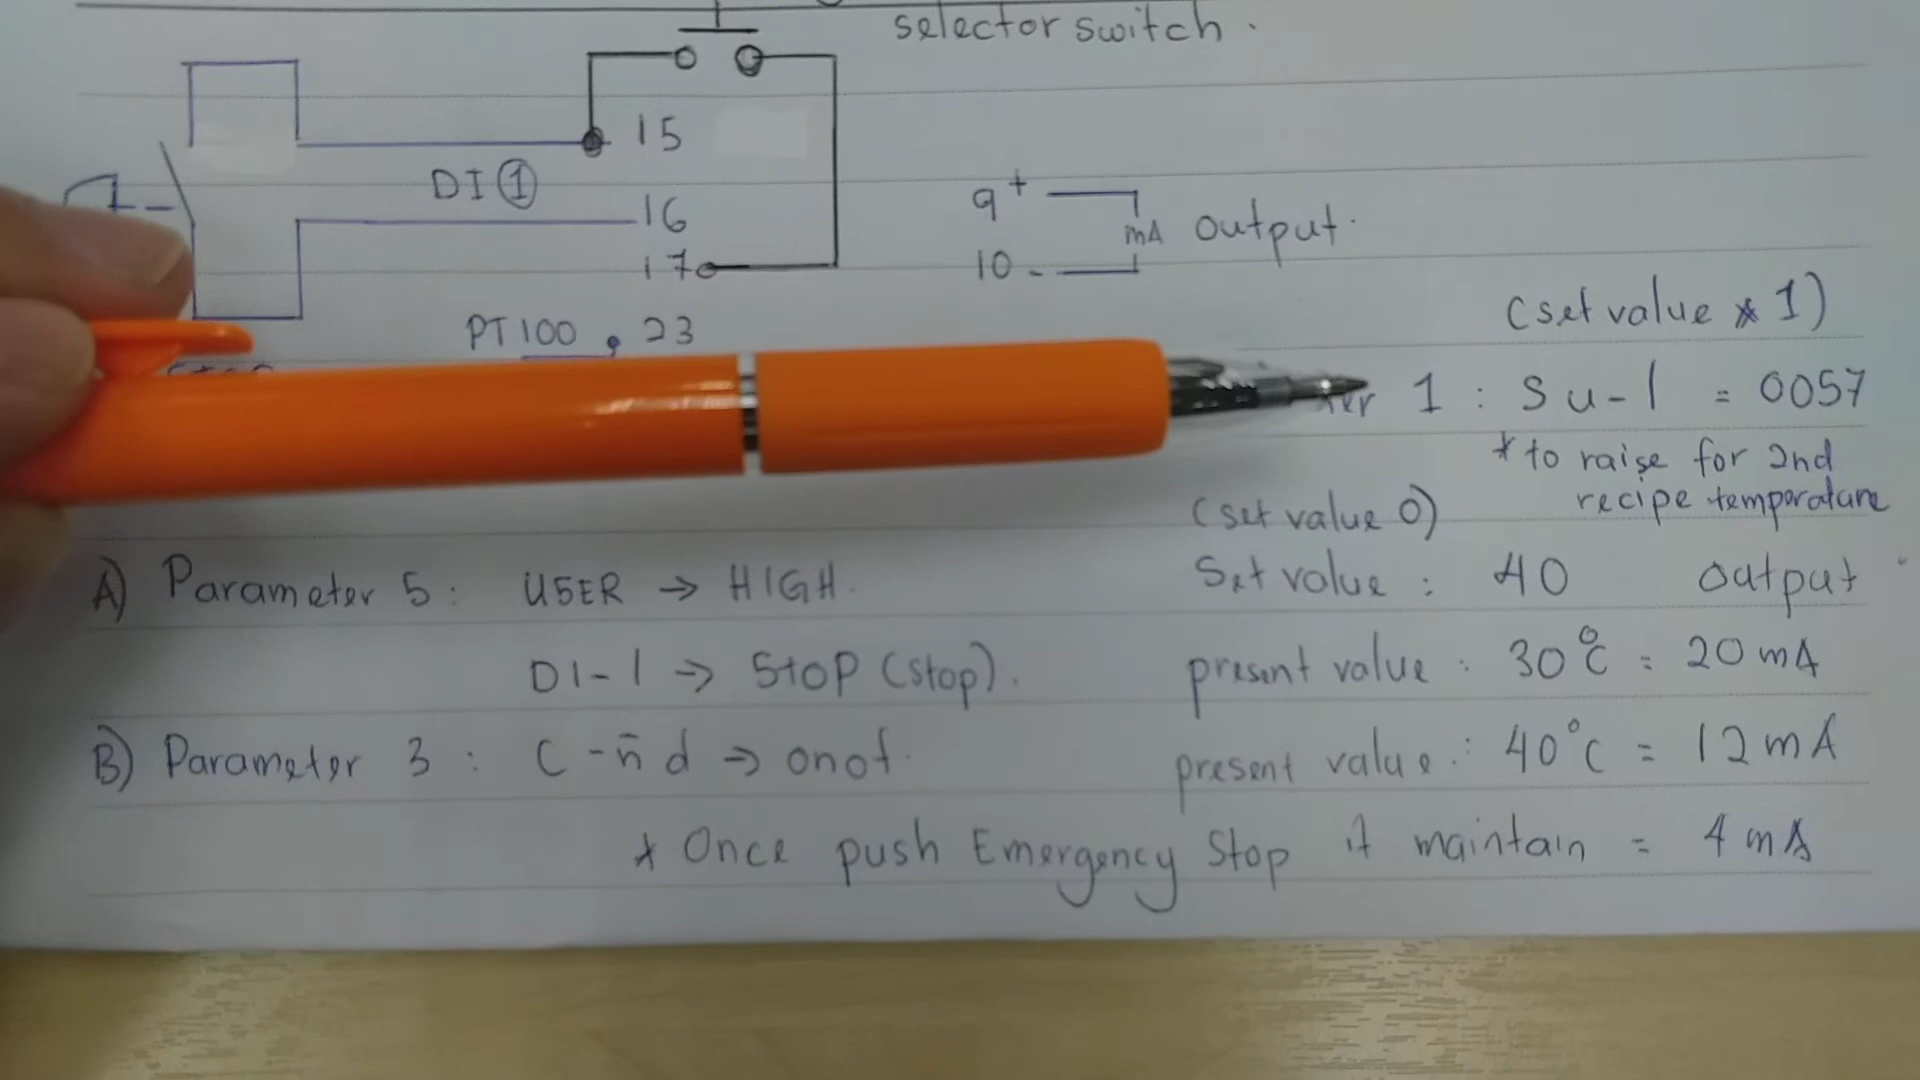 selector switch.
15
DI ①
16
17
9 +
10 -
mA output.
PT100, 23
(set value * 1)
1 : Su-1 = 0057
* to raise for 2nd
recipe temperature
(set value 0)
Set value : 40 output
A) Parameter 5 : USER → HIGH.
DI-1 → STOP (stop).
present value : 30°C = 20 mA
B) Parameter 3 : C-n̄d → onof.
present value : 40°C = 12 mA
* Once push Emergency Stop it maintain = 4 mA